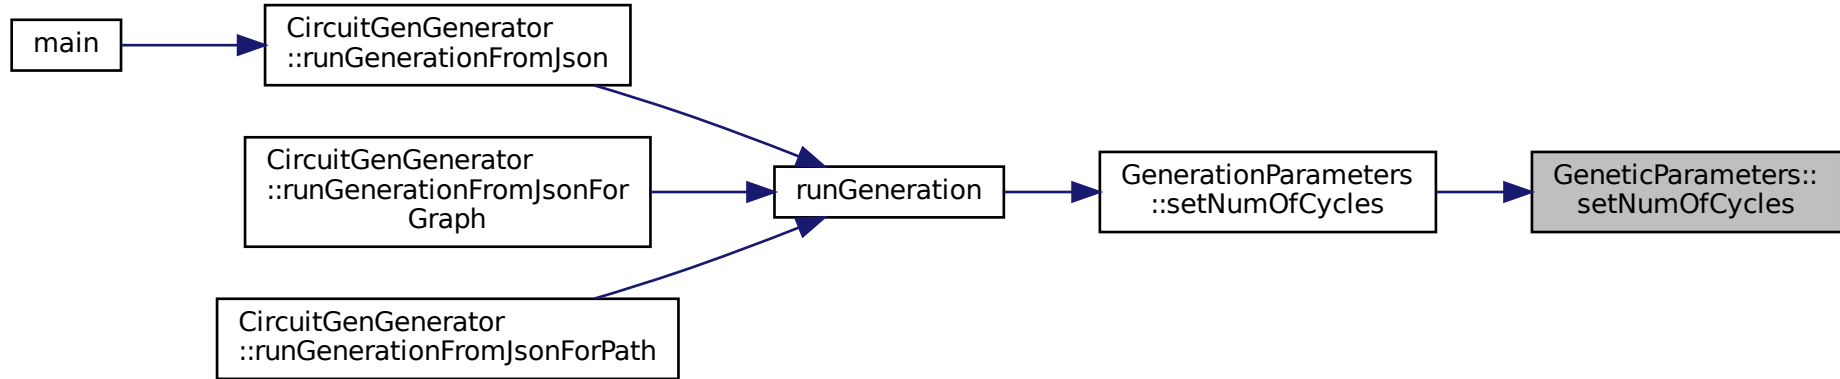 main
CircuitGenGenerator
::runGenerationFromJson
CircuitGenGenerator
::runGenerationFromJsonFor
Graph
CircuitGenGenerator
::runGenerationFromJsonForPath
runGeneration
GenerationParameters
::setNumOfCycles
GeneticParameters::
setNumOfCycles